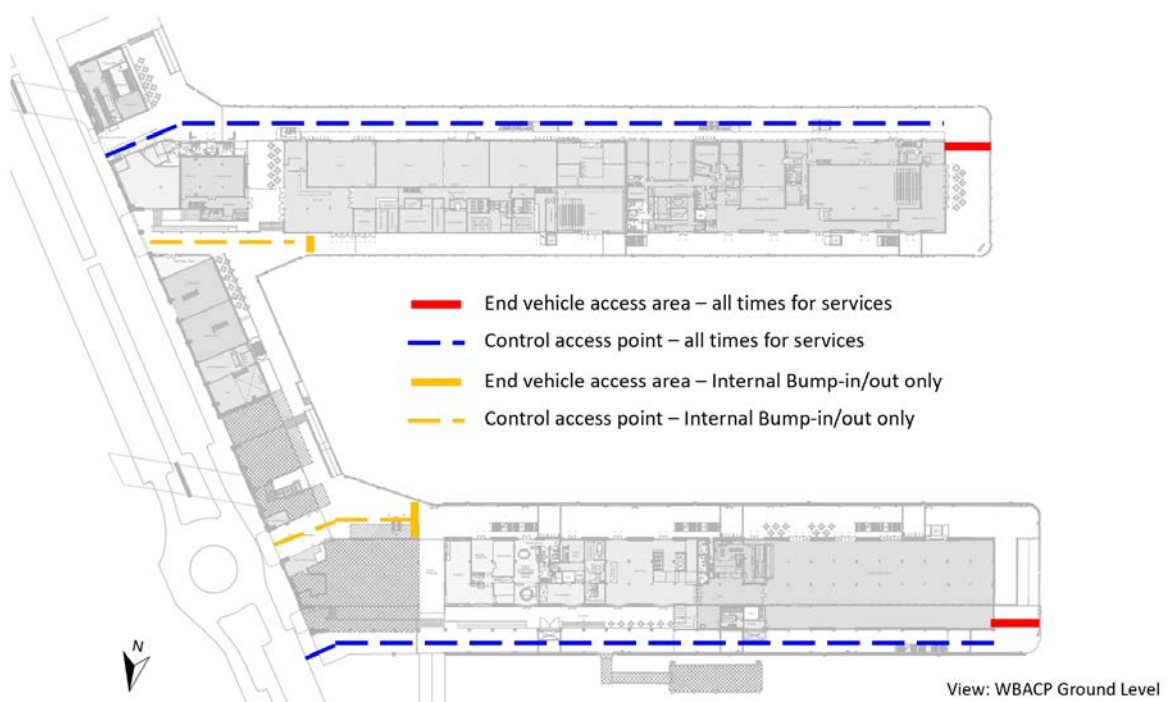 End vehicle access area – all times for services
Control access point – all times for services
End vehicle access area – Internal Bump-in/out only
Control access point – Internal Bump-in/out only
N
View: WBACP Ground Level